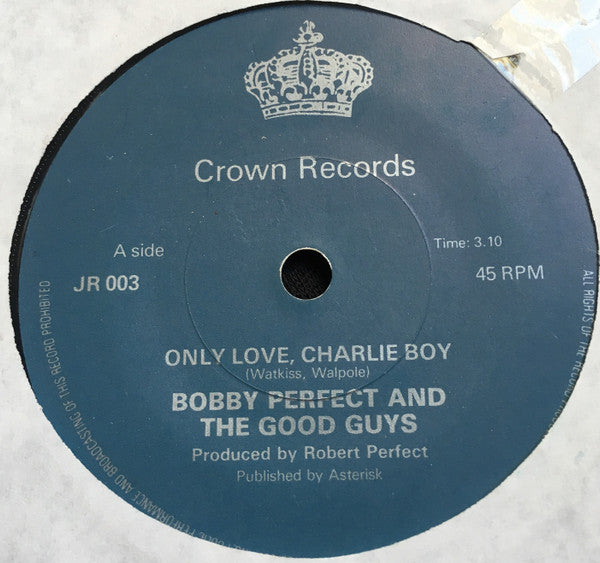 Crown Records
A side
Time: 3.10
JR 003
45 RPM
ONLY LOVE, CHARLIE BOY
(Watkiss, Walpole)
BOBBY PERFECT AND
THE GOOD GUYS
Produced by Robert Perfect
Published by Asterisk
ALL RIGHTS OF THE RECORD
PERFORMANCE AND BROADCASTING OF THIS RECORD PROHIBITED